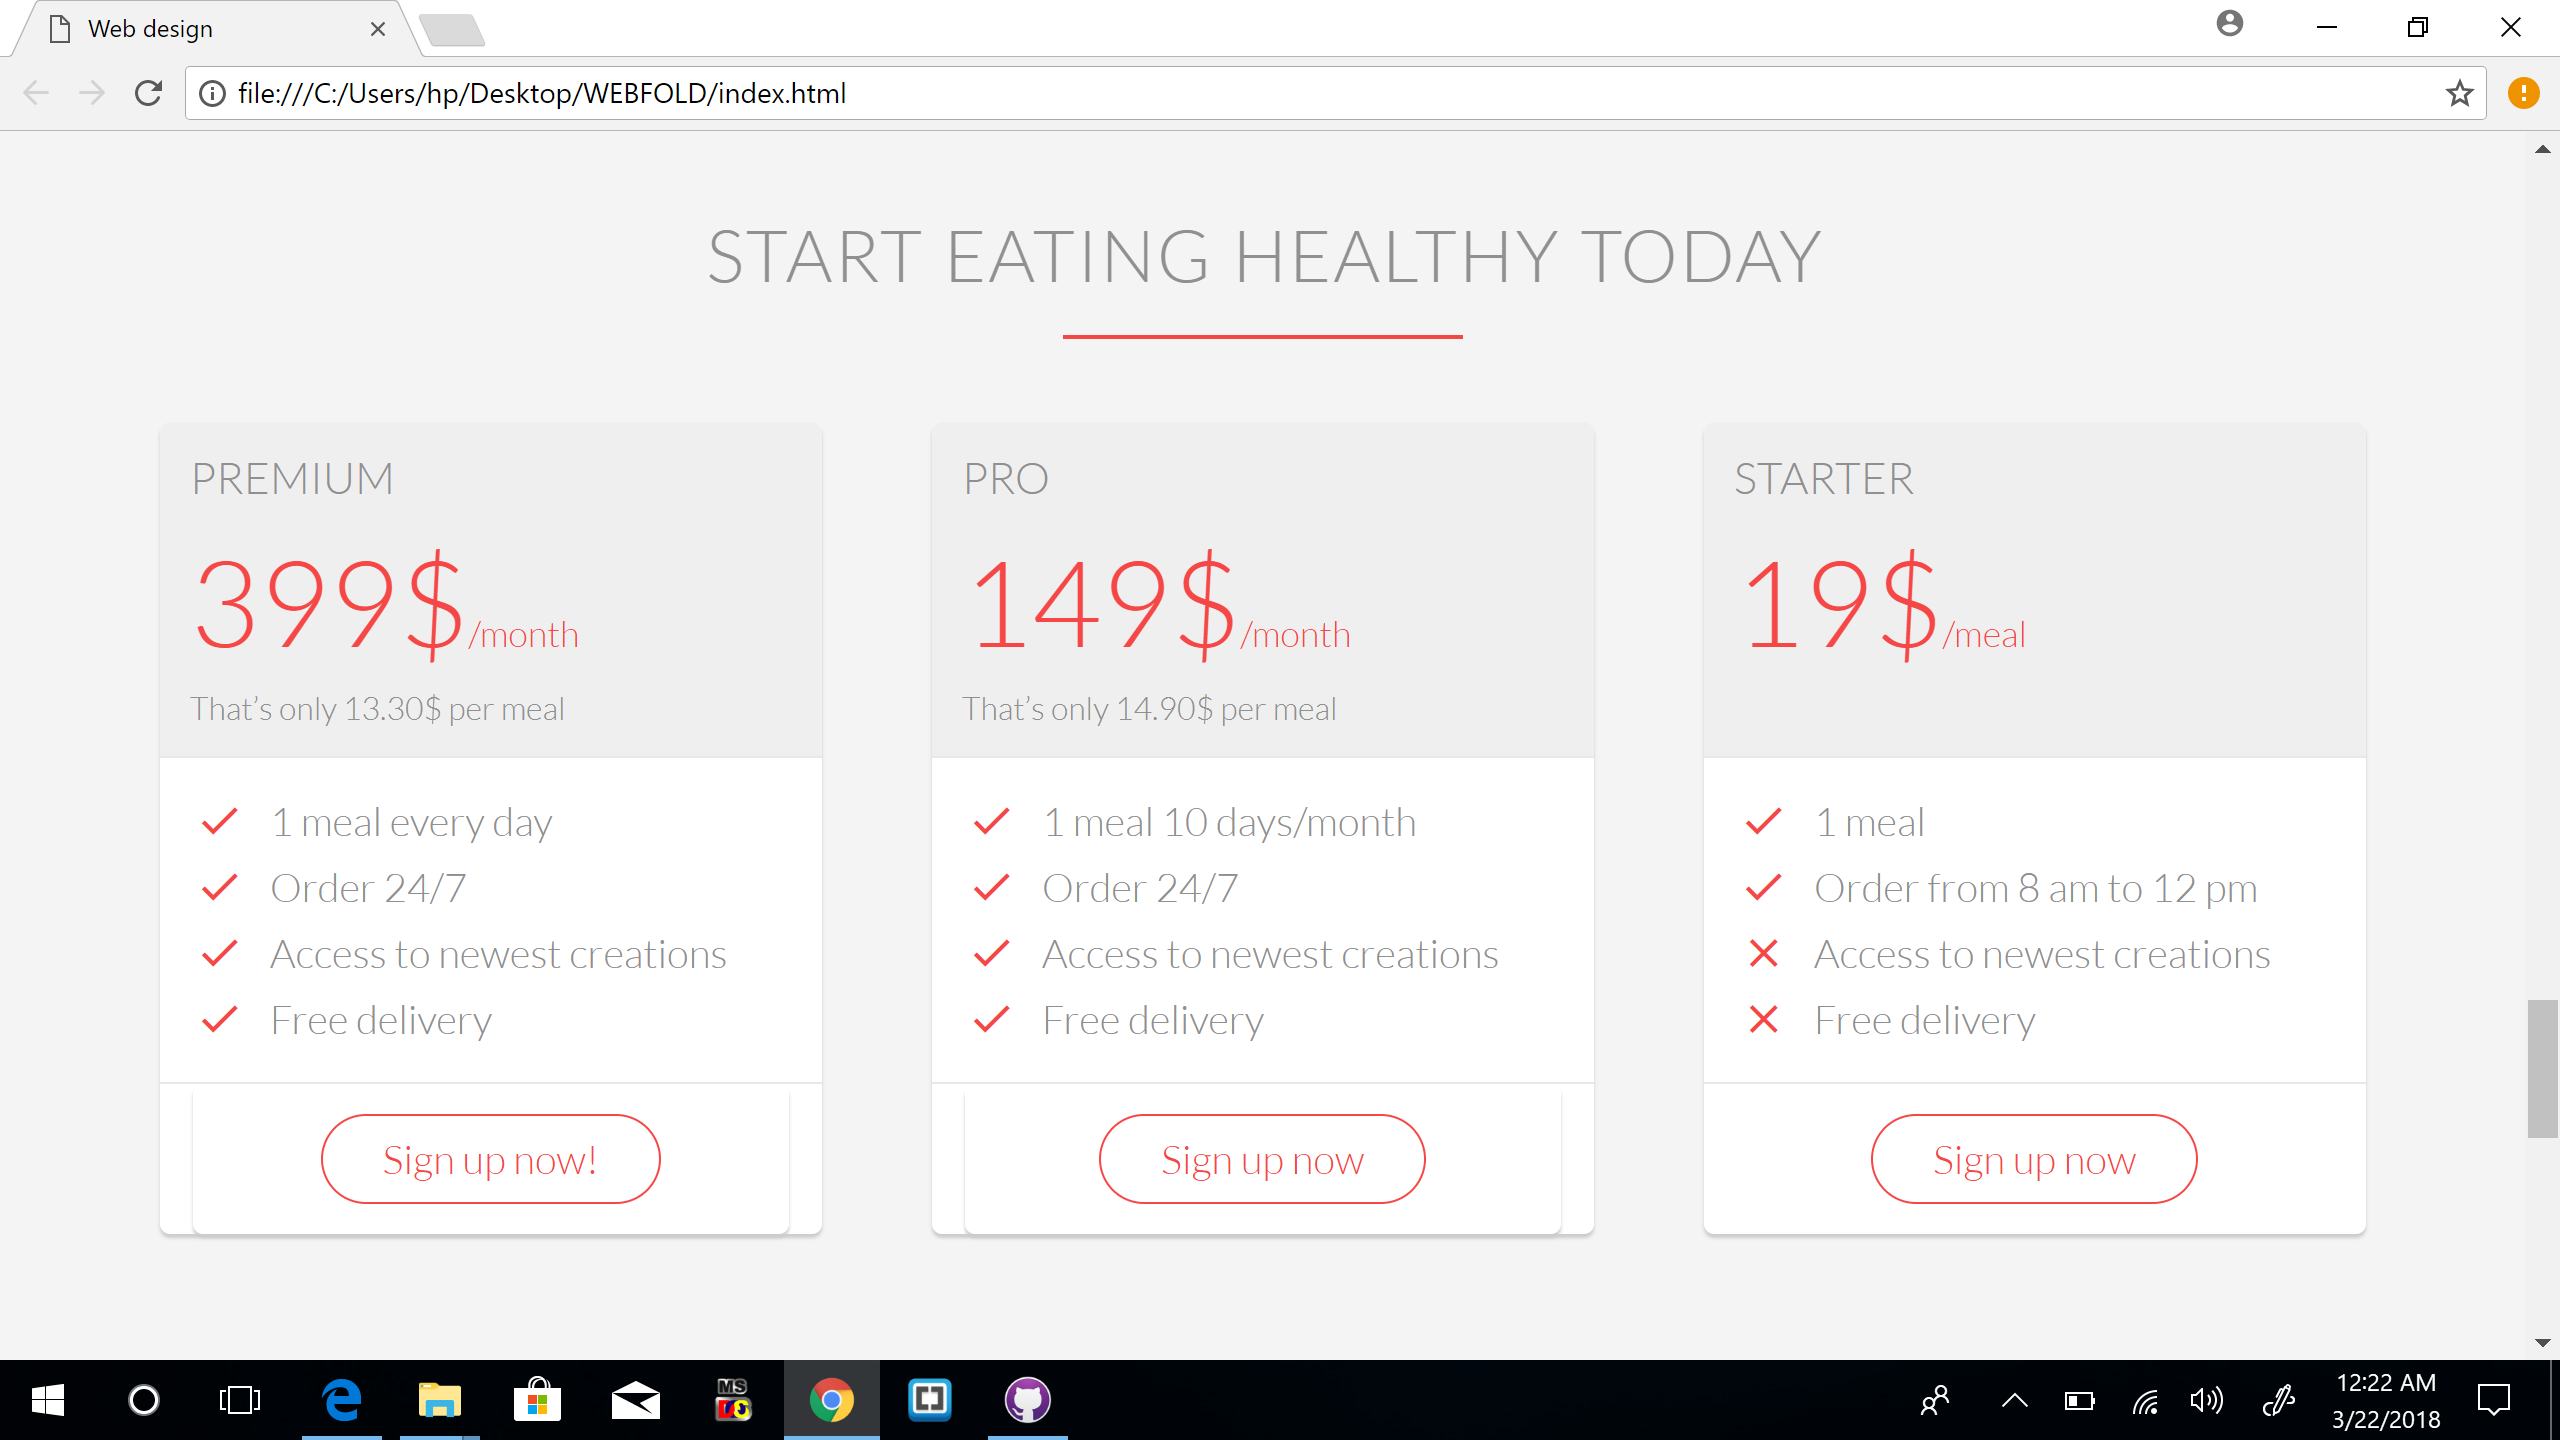 Web design
file:///C:/Users/hp/Desktop/WEBFOLD/index.html
START EATING HEALTHY TODAY
PREMIUM
399$/month
That’s only 13.30$ per meal
1 meal every day
Order 24/7
Access to newest creations
Free delivery
Sign up now!
PRO
149$/month
That’s only 14.90$ per meal
1 meal 10 days/month
Order 24/7
Access to newest creations
Free delivery
Sign up now
STARTER
19$/meal
1 meal
Order from 8 am to 12 pm
Access to newest creations
Free delivery
Sign up now
MS
12:22 AM
3/22/2018